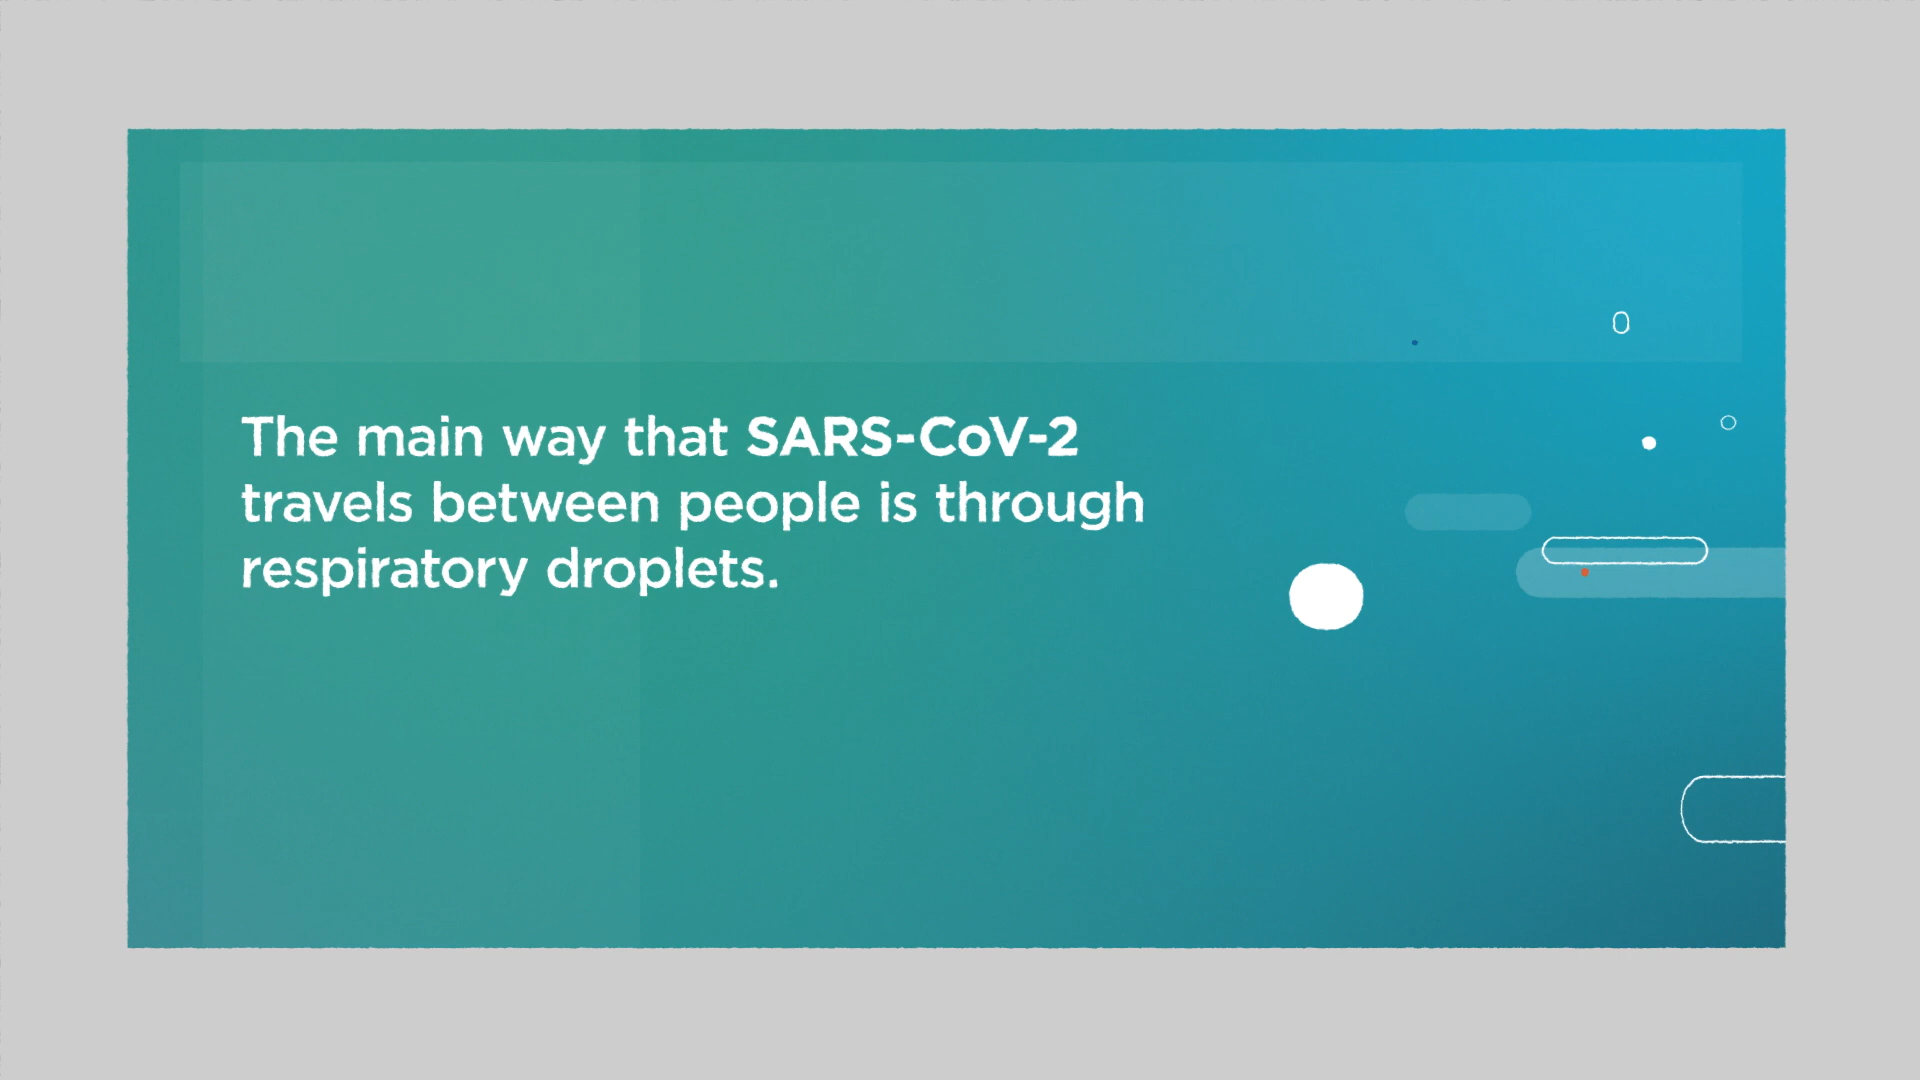 The main way that SARS-CoV-2
travels between people is through
respiratory droplets.